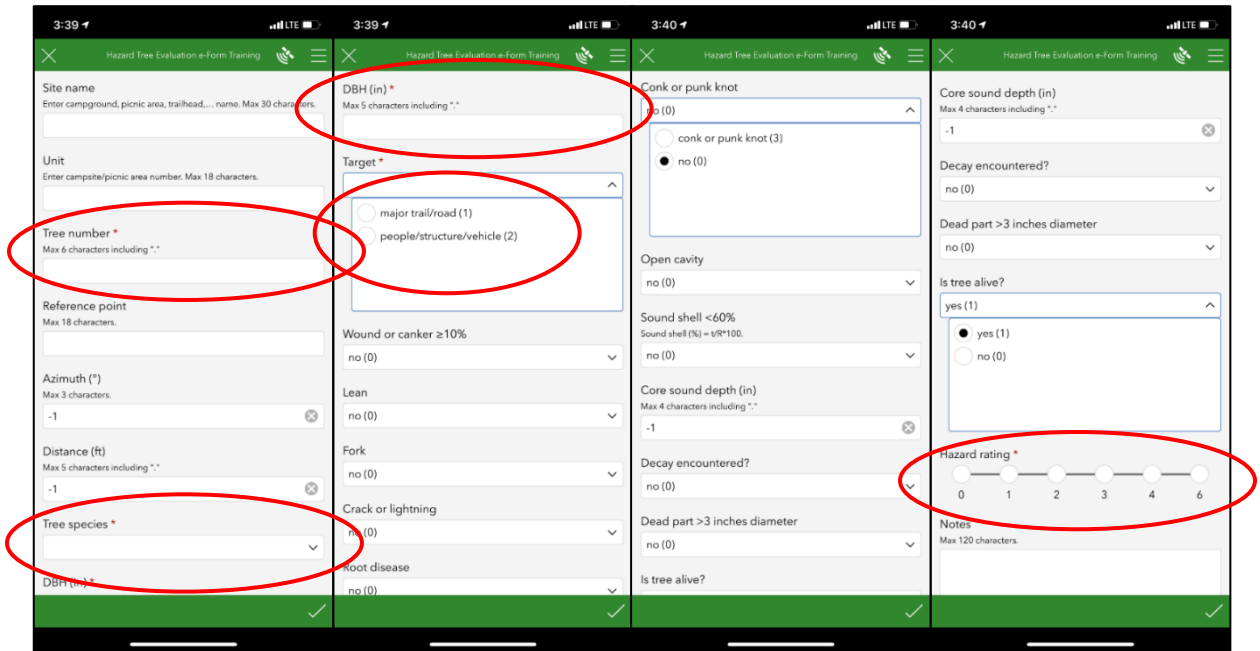 3:39
LTE
Hazard Tree Evaluation e-Form Training
Site name
Enter campground, picnic area, trailhead,... name. Max 30 characters.
Unit
Enter campsite/picnic area number. Max 18 characters.
Tree number *
Max 6 characters including "."
Reference point
Max 18 characters.
Azimuth (°)
Max 3 characters.
-1
Distance (ft)
Max 5 characters including "."
-1
Tree species *
DBH (in) *
3:39
LTE
Hazard Tree Evaluation e-Form Training
DBH (in) *
Max 5 characters including "."
Target *
major trail/road (1)
people/structure/vehicle (2)
Wound or canker ≥10%
no (0)
Lean
no (0)
Fork
no (0)
Crack or lightning
no (0)
Root disease
no (0)
3:40
LTE
Hazard Tree Evaluation e-Form Training
Conk or punk knot
no (0)
conk or punk knot (3)
no (0)
Open cavity
no (0)
Sound shell <60%
Sound shell (%) = t/R*100.
no (0)
Core sound depth (in)
Max 4 characters including "."
-1
Decay encountered?
no (0)
Dead part >3 inches diameter
no (0)
Is tree alive?
3:40
LTE
Hazard Tree Evaluation e-Form Training
Core sound depth (in)
Max 4 characters including "."
-1
Decay encountered?
no (0)
Dead part >3 inches diameter
no (0)
Is tree alive?
yes (1)
yes (1)
no (0)
Hazard rating *
0 1 2 3 4 6
Notes
Max 120 characters.